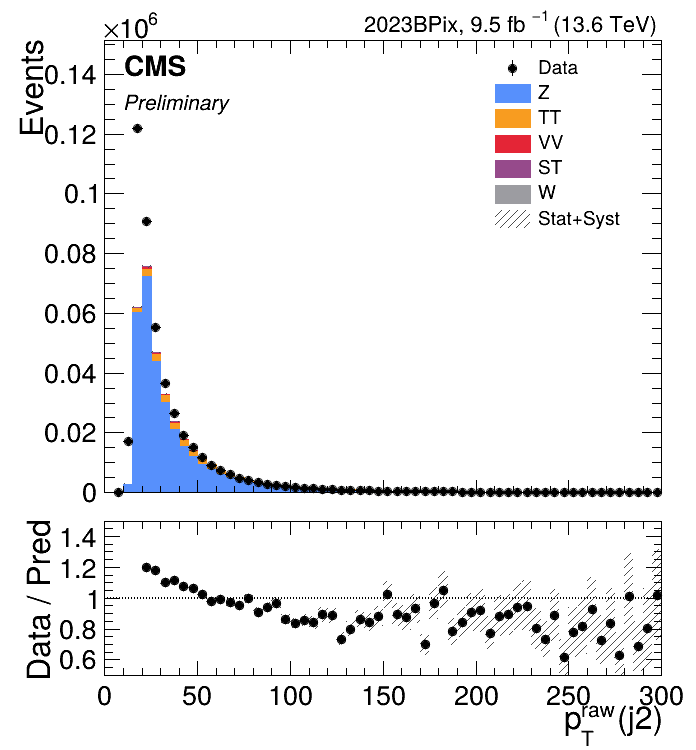 ×10^6
2023BPix, 9.5 fb⁻¹ (13.6 TeV)
CMS
Preliminary
Events
0.14
0.12
0.1
0.08
0.06
0.04
0.02
0
Data
Z
TT
VV
ST
W
Stat+Syst
Data / Pred
1.4
1.2
1
0.8
0.6
0 50 100 150 200 250 300
p_T^raw(j2)